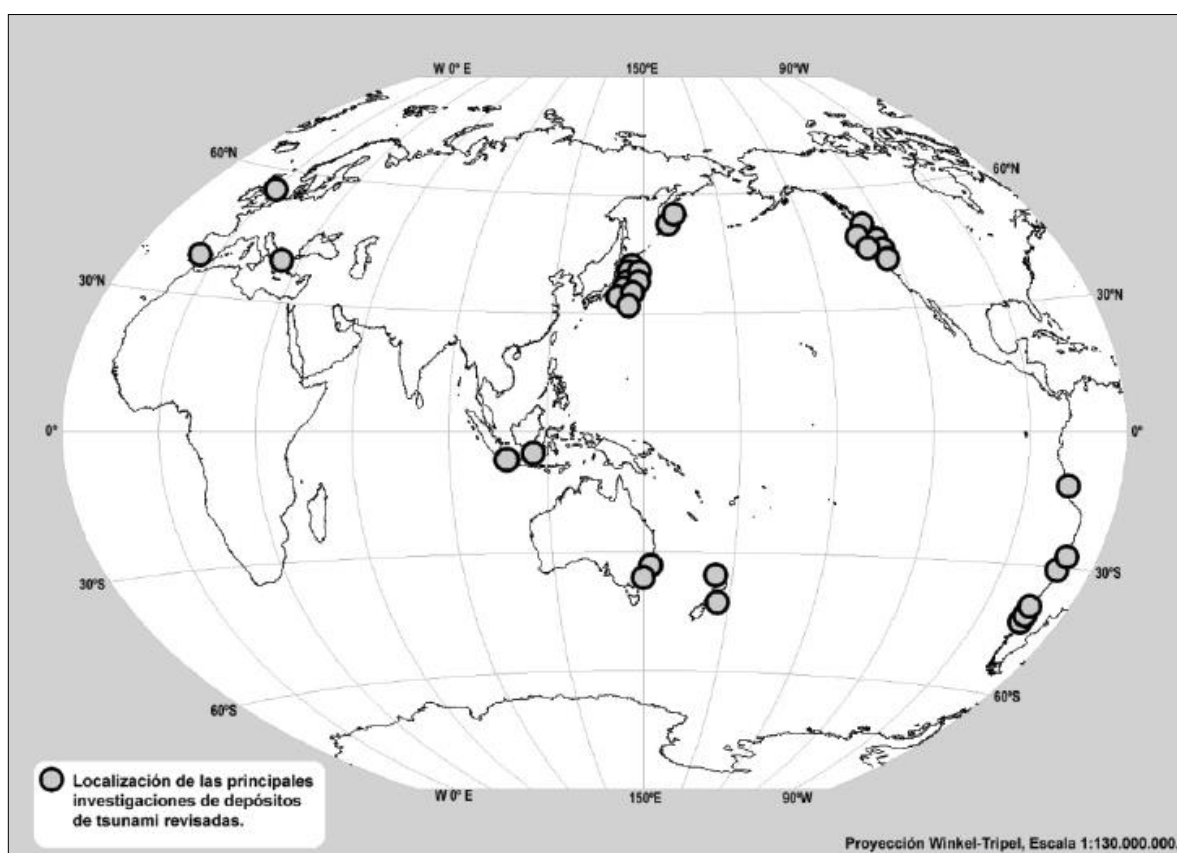 W 0° E 150°E 90°W
60°N 60°N
30°N 30°N
0° 0°
30°S 30°S
60°S 60°S
W 0° E 150°E 90°W
Localización de las principales
investigaciones de depósitos
de tsunami revisadas.
Proyección Winkel-Tripel, Escala 1:130.000.000.